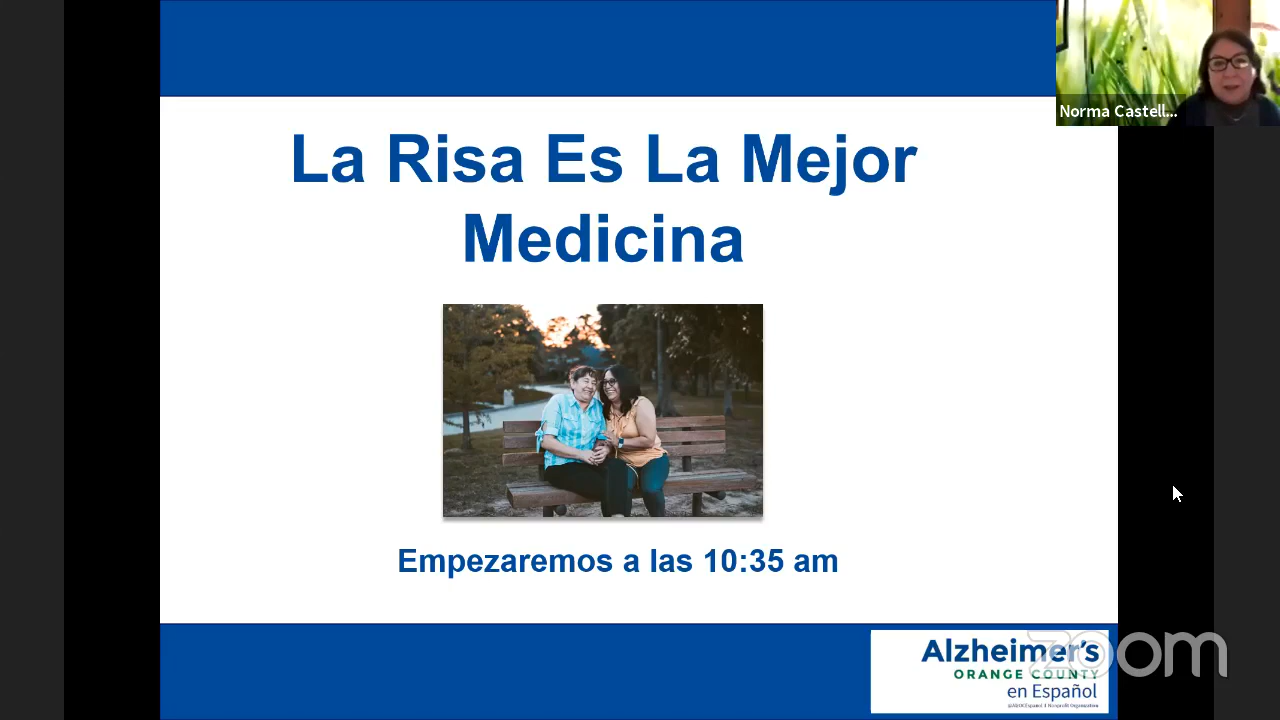 Norma Castell...
La Risa Es La Mejor
Medicina
Empezaremos a las 10:35 am
Alzheimer's
ORANGE COUNTY
en Español
zoom